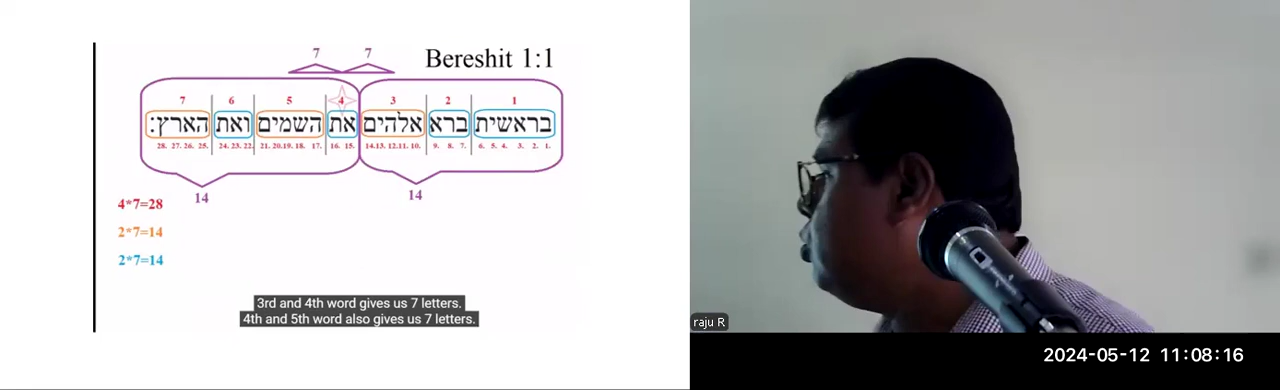 7 7
Bereshit 1:1
7 6 5 4 3 2 1
בראשית ברא אלהים את השמים ואת הארץ:
28. 27. 26. 25. 24. 23. 22. 21. 20. 19. 18. 17. 16. 15. 14. 13. 12. 11. 10. 9. 8. 7. 6. 5. 4. 3. 2. 1.
14 14
4*7=28
2*7=14
2*7=14
3rd and 4th word gives us 7 letters.
4th and 5th word also gives us 7 letters.
raju R
2024-05-12 11:08:16